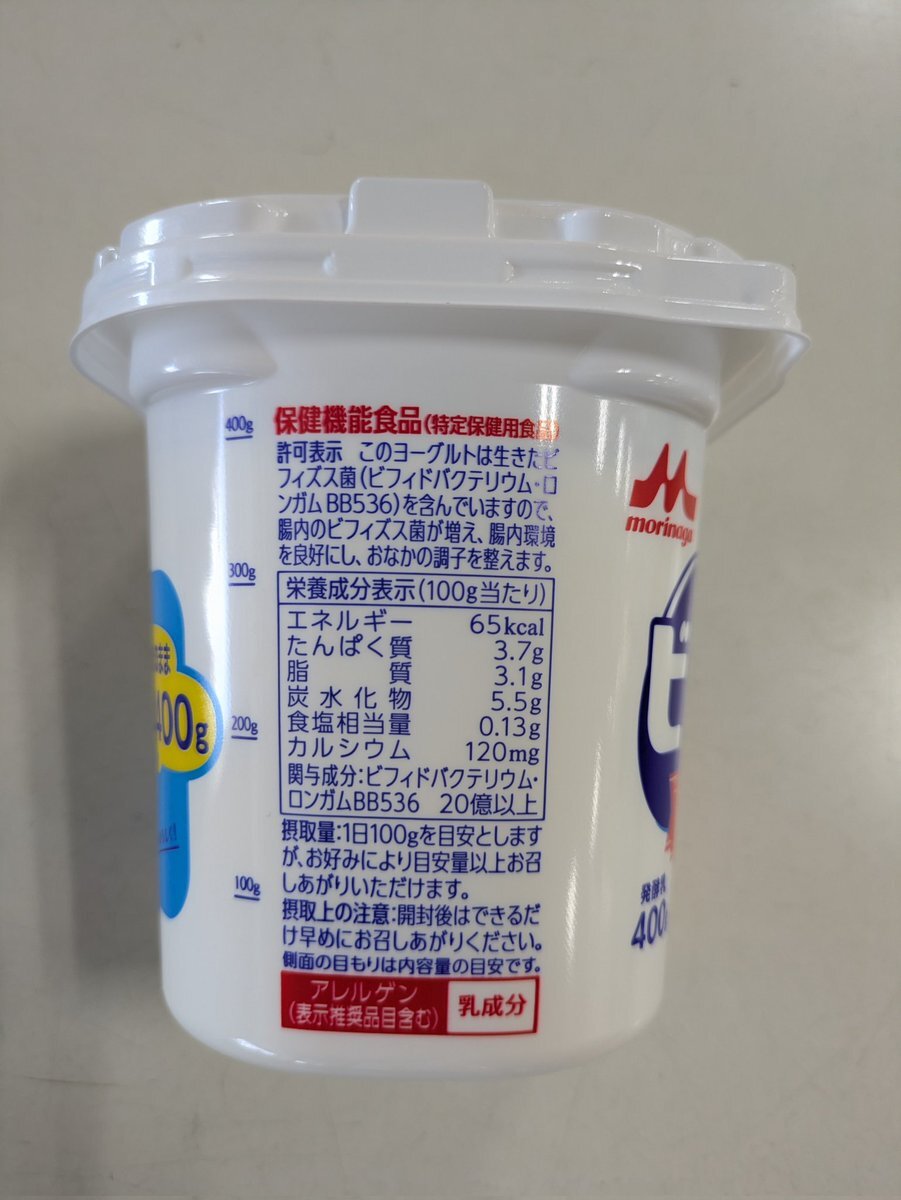 400g
300g
200g
100g
保健機能食品(特定保健用食品)
許可表示 このヨーグルトは生きたビ
フィズス菌(ビフィドバクテリウム・ロ
ンガムBB536)を含んでいますので、
腸内のビフィズス菌が増え、腸内環境
を良好にし、おなかの調子を整えます。
栄養成分表示(100g当たり)
エネルギー 65kcal
たんぱく質 3.7g
脂質 3.1g
炭水化物 5.5g
食塩相当量 0.13g
カルシウム 120mg
関与成分:ビフィドバクテリウム・
ロンガムBB536 20億以上
摂取量:1日100gを目安とします
が、お好みにより目安量以上お召
しあがりいただけます。
摂取上の注意:開封後はできるだ
け早めにお召しあがりください。
側面の目もりは内容量の目安です。
アレルゲン
(表示推奨品目含む)
乳成分
まま
400g
morinaga
ビ
発酵乳
400